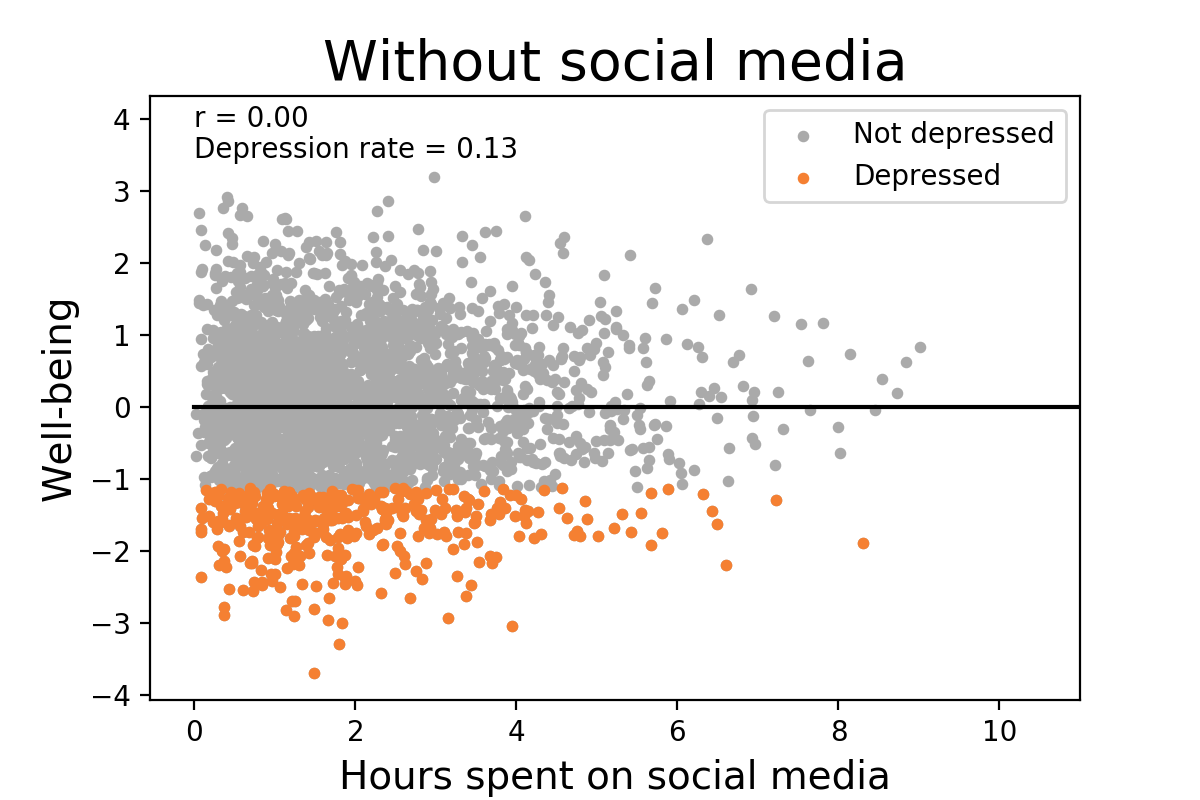 Without social media
r = 0.00
Depression rate = 0.13
Not depressed
Depressed
4
3
2
1
0
−1
−2
−3
−4
Well-being
0 2 4 6 8 10
Hours spent on social media